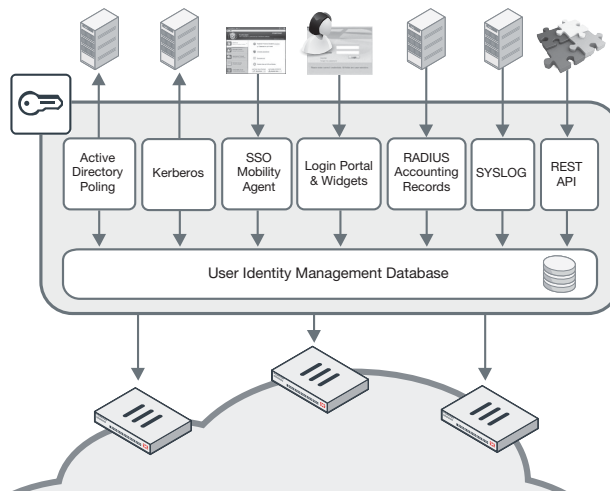 Active
Directory
Poling
Kerberos
SSO
Mobility
Agent
Login Portal
& Widgets
RADIUS
Accounting
Records
SYSLOG
REST
API
User Identity Management Database